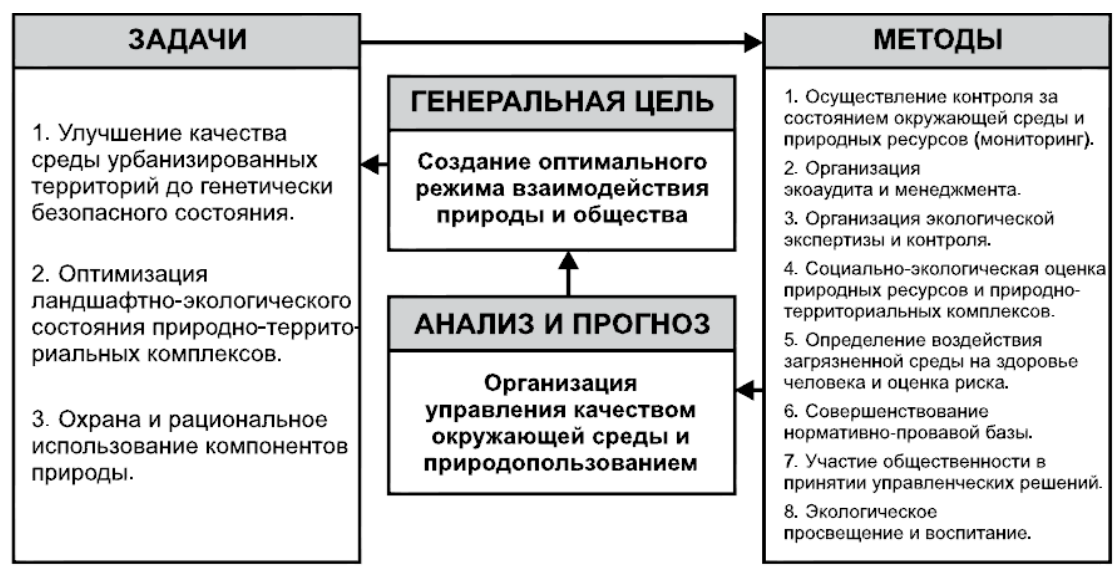 ЗАДАЧИ
1. Улучшение качества
среды урбанизированных
территорий до генетически
безопасного состояния.
2. Оптимизация
ландшафтно-экологического
состояния природно-террито-
риальных комплексов.
3. Охрана и рациональное
использование компонентов
природы.
ГЕНЕРАЛЬНАЯ ЦЕЛЬ
Создание оптимального
режима взаимодействия
природы и общества
АНАЛИЗ И ПРОГНОЗ
Организация
управления качеством
окружающей среды и
природопользованием
МЕТОДЫ
1. Осуществление контроля за
состоянием окружающей среды и
природных ресурсов (мониторинг).
2. Организация
экоаудита и менеджмента.
3. Организация экологической
экспертизы и контроля.
4. Социально-экологическая оценка
природных ресурсов и природно-
территориальных комплексов.
5. Определение воздействия
загрязненной среды на здоровье
человека и оценка риска.
6. Совершенствование
нормативно-провавой базы.
7. Участие общественности в
принятии управленческих решений.
8. Экологическое
просвещение и воспитание.